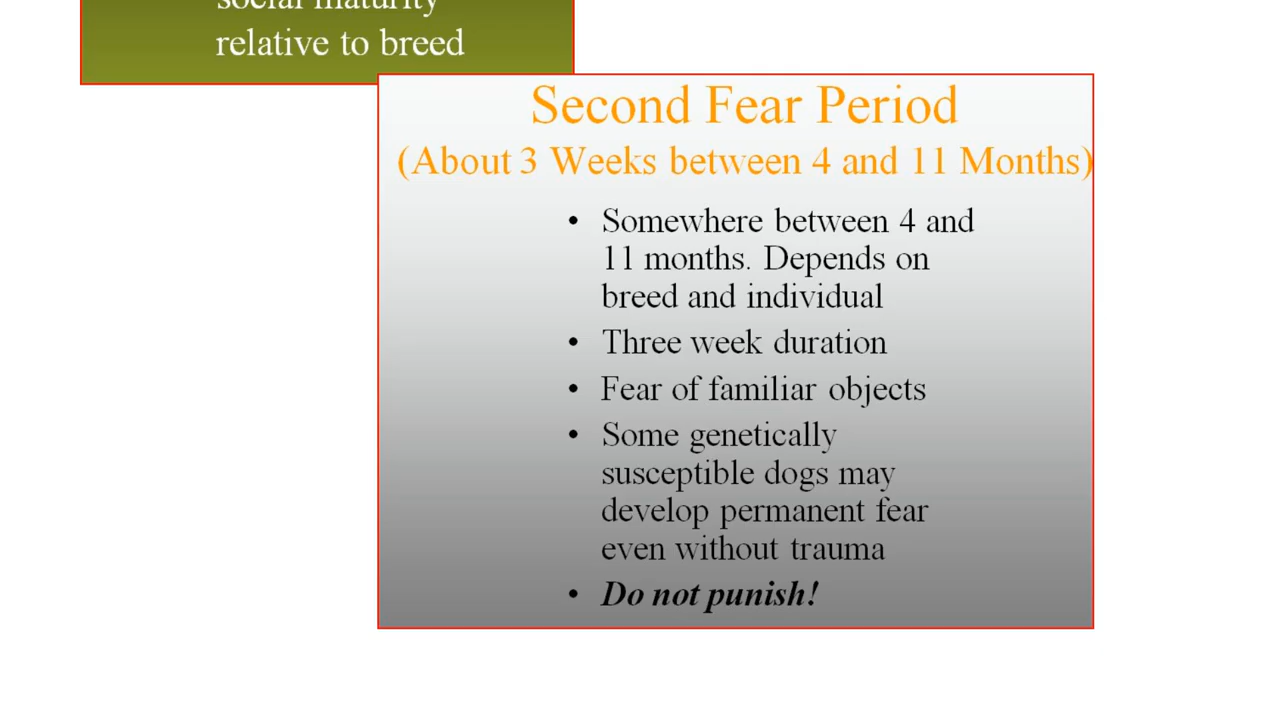 social maturity
relative to breed
Second Fear Period
(About 3 Weeks between 4 and 11 Months)
• Somewhere between 4 and
11 months. Depends on
breed and individual
• Three week duration
• Fear of familiar objects
• Some genetically
susceptible dogs may
develop permanent fear
even without trauma
• Do not punish!